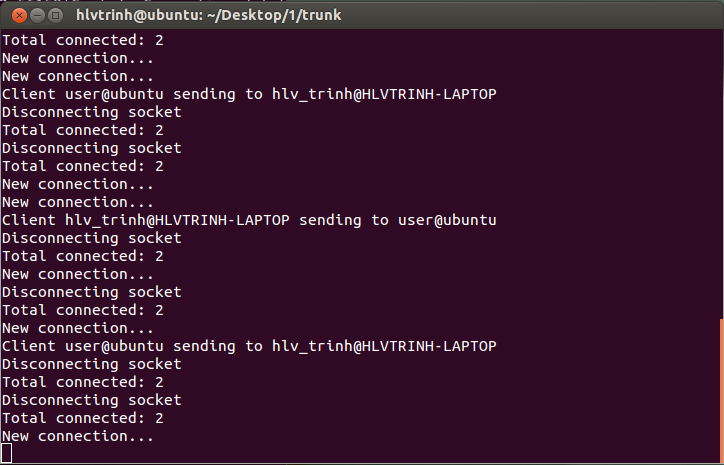 hlvtrinh@ubuntu: ~/Desktop/1/trunk
Total connected: 2
New connection...
New connection...
Client user@ubuntu sending to hlv_trinh@HLVTRINH-LAPTOP
Disconnecting socket
Total connected: 2
Disconnecting socket
Total connected: 2
New connection...
New connection...
Client hlv_trinh@HLVTRINH-LAPTOP sending to user@ubuntu
Disconnecting socket
Total connected: 2
New connection...
Disconnecting socket
Total connected: 2
New connection...
Client user@ubuntu sending to hlv_trinh@HLVTRINH-LAPTOP
Disconnecting socket
Total connected: 2
Disconnecting socket
Total connected: 2
New connection...